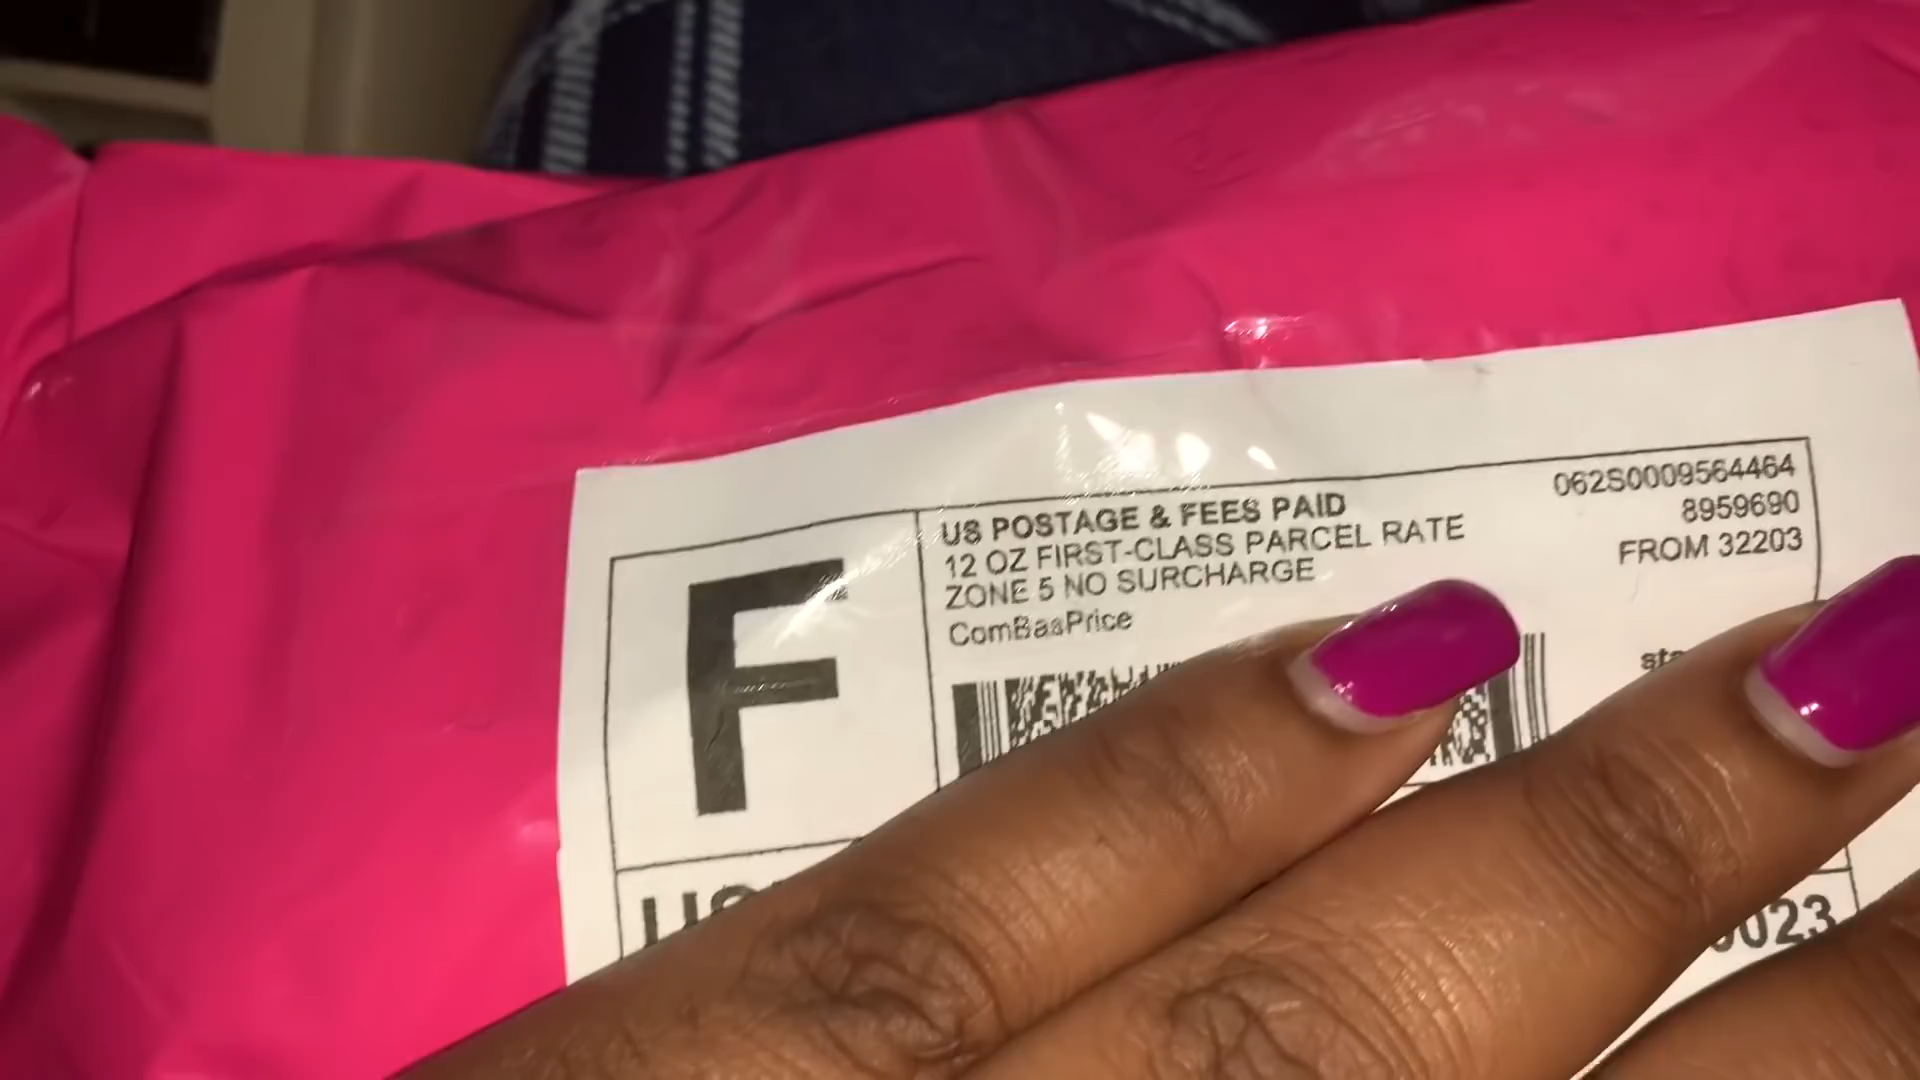 F
US POSTAGE & FEES PAID
12 OZ FIRST-CLASS PARCEL RATE
ZONE 5 NO SURCHARGE
ComBasPrice
062S0009564464
8959690
FROM 32203